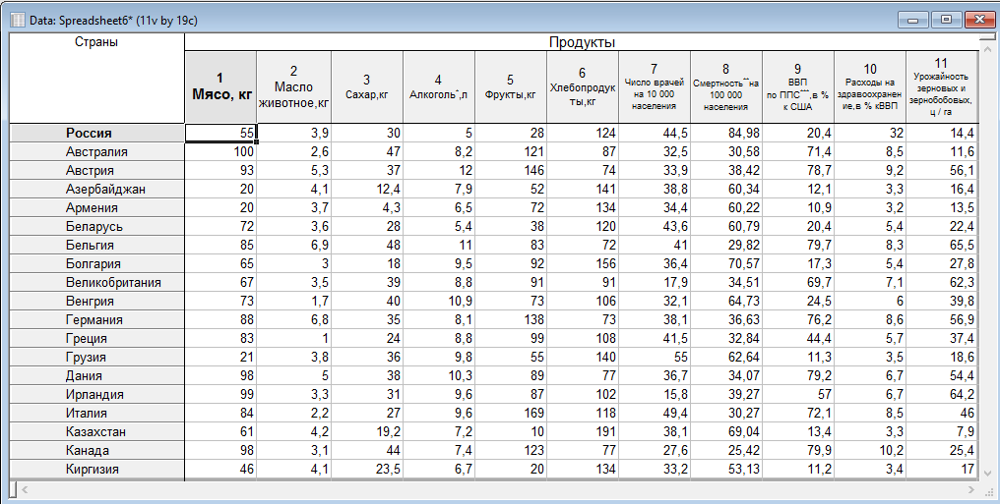 Data: Spreadsheet6* (11v by 19c)
Страны
Продукты
1 Мясо, кг
2 Масло животное,кг
3 Сахар,кг
4 Алкоголь*,л
5 Фрукты,кг
6 Хлебопродук ты,кг
7 Число врачей на 10 000 населения
8 Смертность**на 100 000 населения
9 ВВП по ППС***,в % к США
10 Расходы на здравоохранен ие,в % кВВП
11 Урожайность зерновых и зернобобовых, ц / га
Россия 55 3,9 30 5 28 124 44,5 84,98 20,4 32 14,4
Австралия 100 2,6 47 8,2 121 87 32,5 30,58 71,4 8,5 11,6
Австрия 93 5,3 37 12 146 74 33,9 38,42 78,7 9,2 56,1
Азербайджан 20 4,1 12,4 7,9 52 141 38,8 60,34 12,1 3,3 16,4
Армения 20 3,7 4,3 6,5 72 134 34,4 60,22 10,9 3,2 13,5
Беларусь 72 3,6 28 5,4 38 120 43,6 60,79 20,4 5,4 22,4
Бельгия 85 6,9 48 11 83 72 41 29,82 79,7 8,3 65,5
Болгария 65 3 18 9,5 92 156 36,4 70,57 17,3 5,4 27,8
Великобритания 67 3,5 39 8,8 91 91 17,9 34,51 69,7 7,1 62,3
Венгрия 73 1,7 40 10,9 73 106 32,1 64,73 24,5 6 39,8
Германия 88 6,8 35 8,1 138 73 38,1 36,63 76,2 8,6 56,9
Греция 83 1 24 8,8 99 108 41,5 32,84 44,4 5,7 37,4
Грузия 21 3,8 36 9,8 55 140 55 62,64 11,3 3,5 18,6
Дания 98 5 38 10,3 89 77 36,7 34,07 79,2 6,7 54,4
Ирландия 99 3,3 31 9,6 87 102 15,8 39,27 57 6,7 64,2
Италия 84 2,2 27 9,6 169 118 49,4 30,27 72,1 8,5 46
Казахстан 61 4,2 19,2 7,2 10 191 38,1 69,04 13,4 3,3 7,9
Канада 98 3,1 44 7,4 123 77 27,6 25,42 79,9 10,2 25,4
Киргизия 46 4,1 23,5 6,7 20 134 33,2 53,13 11,2 3,4 17